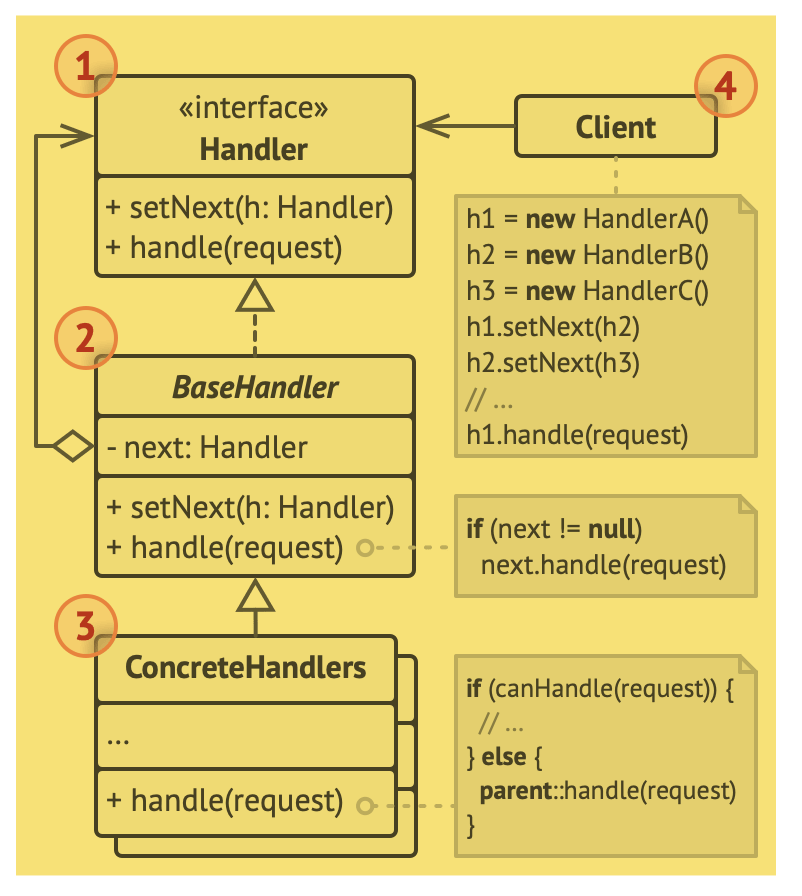 1
«interface»
Handler
+ setNext(h: Handler)
+ handle(request)
4
Client
h1 = new HandlerA()
h2 = new HandlerB()
h3 = new HandlerC()
h1.setNext(h2)
h2.setNext(h3)
// ...
h1.handle(request)
2
BaseHandler
- next: Handler
+ setNext(h: Handler)
+ handle(request)
if (next != null)
next.handle(request)
3
ConcreteHandlers
...
+ handle(request)
if (canHandle(request)) {
// ...
} else {
parent::handle(request)
}